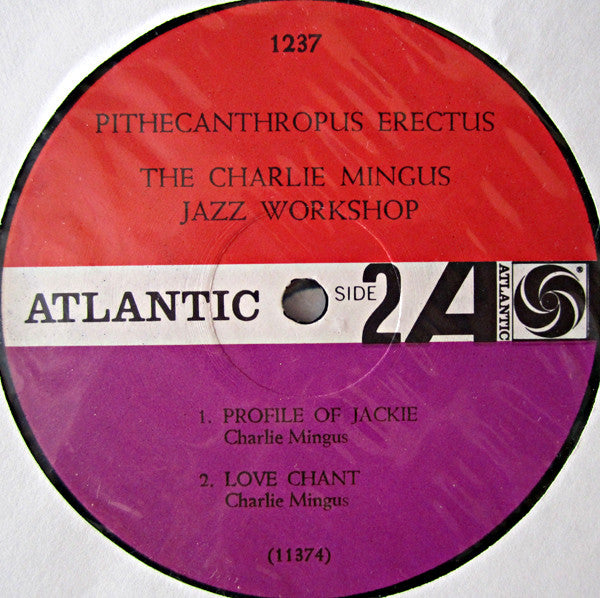 1237
PITHECANTHROPUS ERECTUS
THE CHARLIE MINGUS
JAZZ WORKSHOP
ATLANTIC SIDE 2 A ATLANTIC ®
1. PROFILE OF JACKIE
Charlie Mingus
2. LOVE CHANT
Charlie Mingus
(11374)